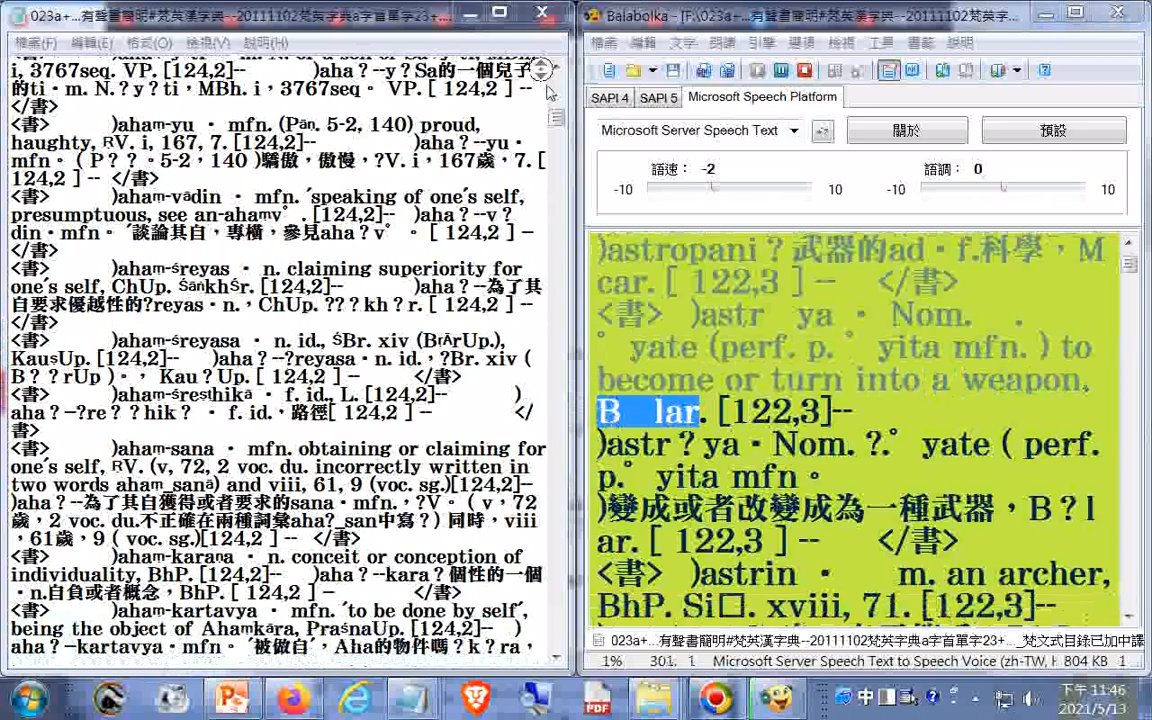 023a+...有聲書簡明#梵英漢字典--20111102梵英字典a字首單字23+...
檔案(F) 編輯(E) 格式(O) 檢視(V) 說明(H)
i, 3767seq. VP. [124,2]-- )aha?--y?Sa的一個兒子
的ti・m. N.?y?ti，MBh. i，3767seq。 VP. [ 124,2 ] --
</書>
<書> )ahaṃ-yu ・ mfn. (Pāṇ. 5-2, 140) proud,
haughty, ṚV. i, 167, 7. [124,2]-- )aha?--yu・
mfn。( P??。5-2，140 )驕傲，傲慢，?V. i，167歲，7. [
124,2 ] -- </書>
<書> )ahaṃ-vādin ・ mfn. ′speaking of one′s self,
presumptuous, see an-ahaṃv°. [124,2]-- )aha?--v?
din・mfn。′談論其自，專橫，參見aha?v°。 [ 124,2 ] --
</書>
<書> )ahaṃ-śreyas ・ n. claiming superiority for
one′s self, ChUp. ŚāṅkhŚr. [124,2]-- )aha?--為了其
自要求優越性的?reyas・n.，ChUp. ???kh?r. [ 124,2 ] --
</書>
<書> )ahaṃ-śreyasa ・ n. id., ŚBr. xiv (BṛĀrUp.),
KauṣUp. [124,2]-- )aha?--?reyasa・n. id.，?Br. xiv (
B??rUp )。，Kau?Up. [ 124,2 ] -- </書>
<書> )ahaṃ-śreṣṭhikā ・ f. id., L. [124,2]-- )
aha?--?re??hik? ・ f. id.，路徑[ 124,2 ] -- </
書>
<書> )ahaṃ-sana ・ mfn. obtaining or claiming for
one′s self, ṚV. (v, 72, 2 voc. du. incorrectly written in
two words ahaṃ_sanā) and viii, 61, 9 (voc. sg.)[124,2]--
)aha?--為了其自獲得或者要求的sana・mfn.，?V。( v，72
歲，2 voc. du.不正確在兩種詞彙aha?_san中寫?) 同時，viii
，61歲，9 ( voc. sg.)[124,2 ] -- </書>
<書> )ahaṃ-karaṇa ・ n. conceit or conception of
individuality, BhP. [124,2]-- )aha?--kara?個性的一個
・n.自負或者概念，BhP. [ 124,2 ] -- </書>
<書> )ahaṃ-kartavya ・ mfn. ′to be done by self′,
being the object of Ahaṃkāra, PraśnaUp. [124,2]-- )
aha?--kartavya・mfn。′被做自′，Aha的物件嗎?k?ra，
Balabolka - [F:\023a+...有聲書簡明#梵英漢字典--20111102梵英字...
檔案 編輯 文字 朗讀 引擎 選項 檢視 工具 書籤 說明
SAPI 4 SAPI 5 Microsoft Speech Platform
Microsoft Server Speech Text 關於 預設
語速： -2 語調： 0
-10 10 -10 10
)astropani?武器的ad・f.科學，M
car. [ 122,3 ] -- </書>
<書> )astr ya ・ Nom. .
°yate (perf. p. °yita mfn. ) to
become or turn into a weapon,
B lar. [122,3]--
)astr?ya・Nom. ?.°yate ( perf.
p.°yita mfn。
)變成或者改變成為一種武器，B?l
ar. [ 122,3 ] -- </書>
<書> )astrin ・ m. an archer,
BhP. Si□. xviii, 71. [122,3]--
023a+...有聲書簡明#梵英漢字典--20111102梵英字典a字首單字23+..._梵文式目錄已加中譯
1% 301, 1 Microsoft Server Speech Text to Speech Voice (zh-TW, H 804 KB 1
中
下午 11:46
2021/5/13